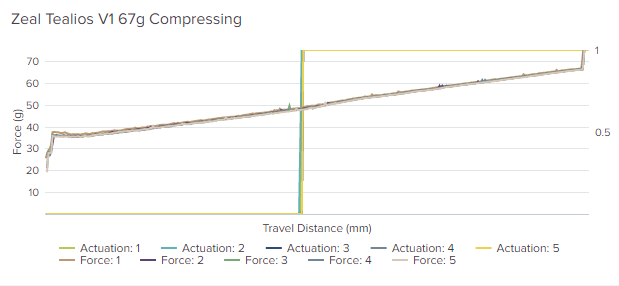 Zeal Tealios V1 67g Compressing
70
60
50
40
30
20
10
Force (g)
1
0.5
Travel Distance (mm)
Actuation: 1 Actuation: 2 Actuation: 3 Actuation: 4 Actuation: 5
Force: 1 Force: 2 Force: 3 Force: 4 Force: 5